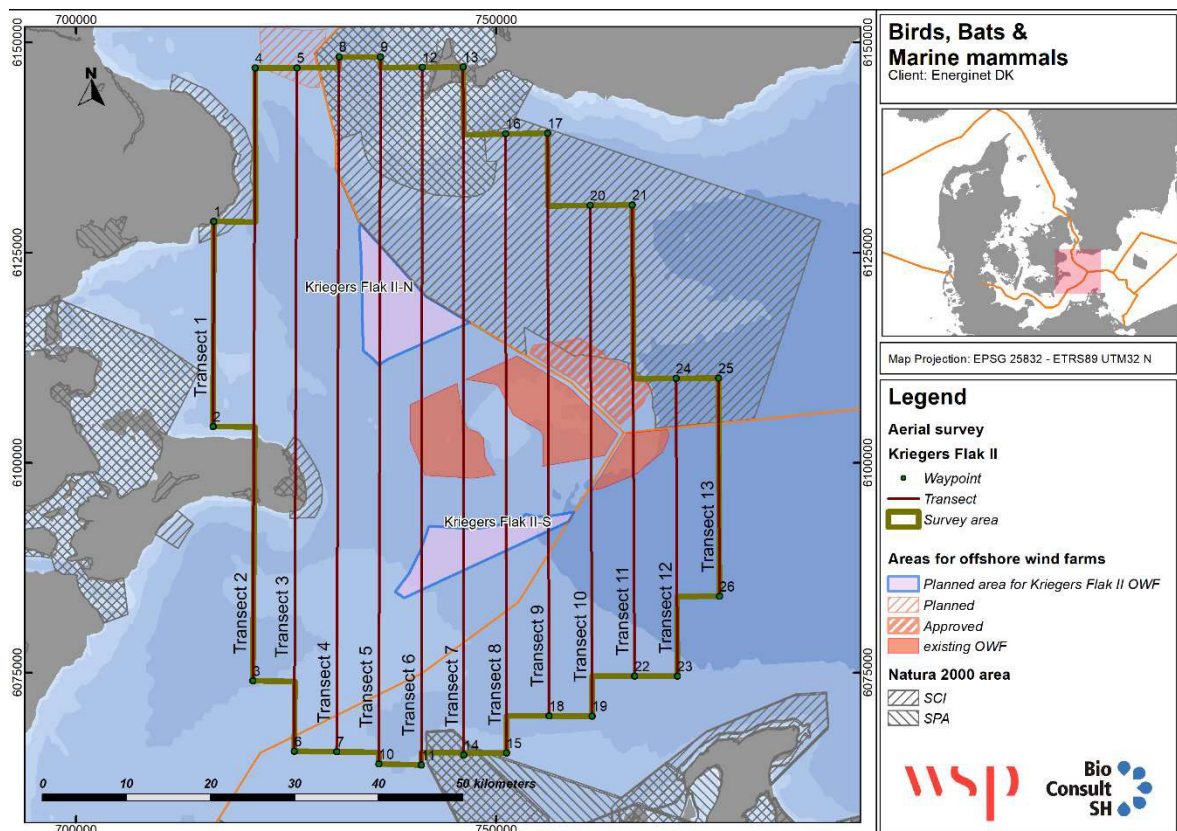 700000
750000
6150000
6150000
6125000
6125000
6100000
6100000
6075000
6075000
700000
750000
N
4
5
8
9
12
13
16
17
1
20
21
2
24
25
3
26
22
23
18
19
6
7
10
11
14
15
Kriegers Flak II-N
Kriegers Flak II-S
Transect 1
Transect 2
Transect 3
Transect 4
Transect 5
Transect 6
Transect 7
Transect 8
Transect 9
Transect 10
Transect 11
Transect 12
Transect 13
0 10 20 30 40 50 kilometers
Birds, Bats &
Marine mammals
Client: Energinet DK
Map Projection: EPSG 25832 - ETRS89 UTM32 N
Legend
Aerial survey
Kriegers Flak II
Waypoint
Transect
Survey area
Areas for offshore wind farms
Planned area for Kriegers Flak II OWF
Planned
Approved
existing OWF
Natura 2000 area
SCI
SPA
wsp
Bio
Consult
SH